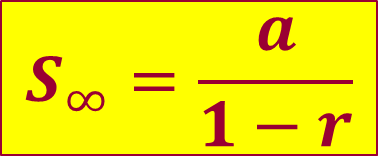 S∞ = a / 1 − r